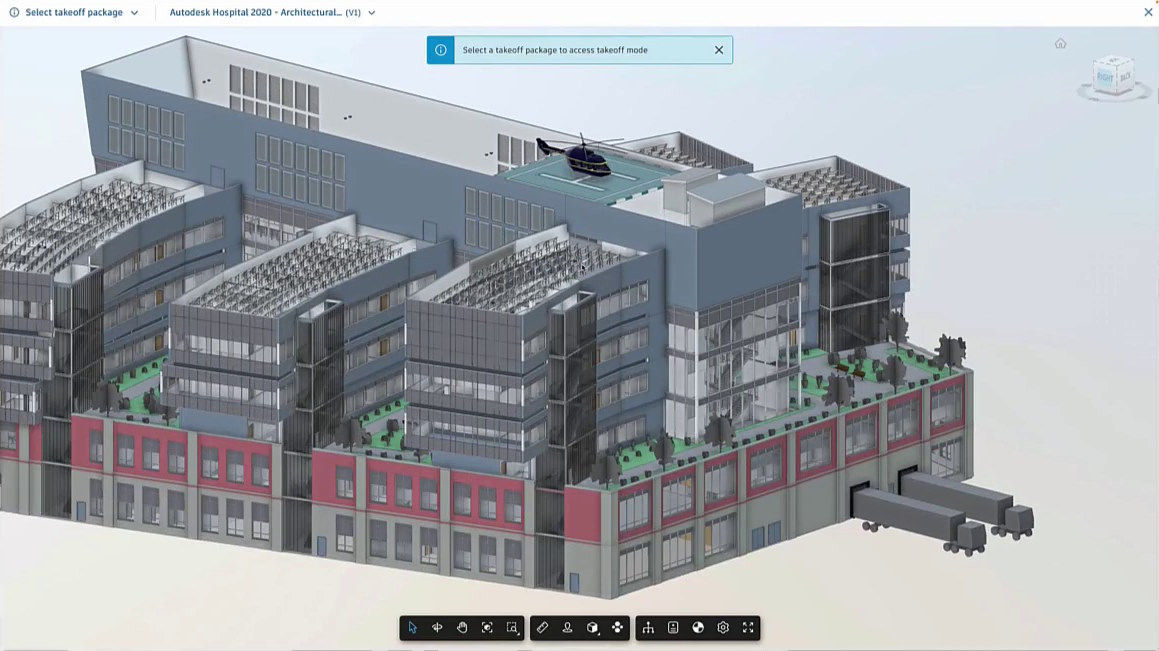 Select takeoff package
Autodesk Hospital 2020 - Architectural... (V1)
Select a takeoff package to access takeoff mode
RIGHT
BACK